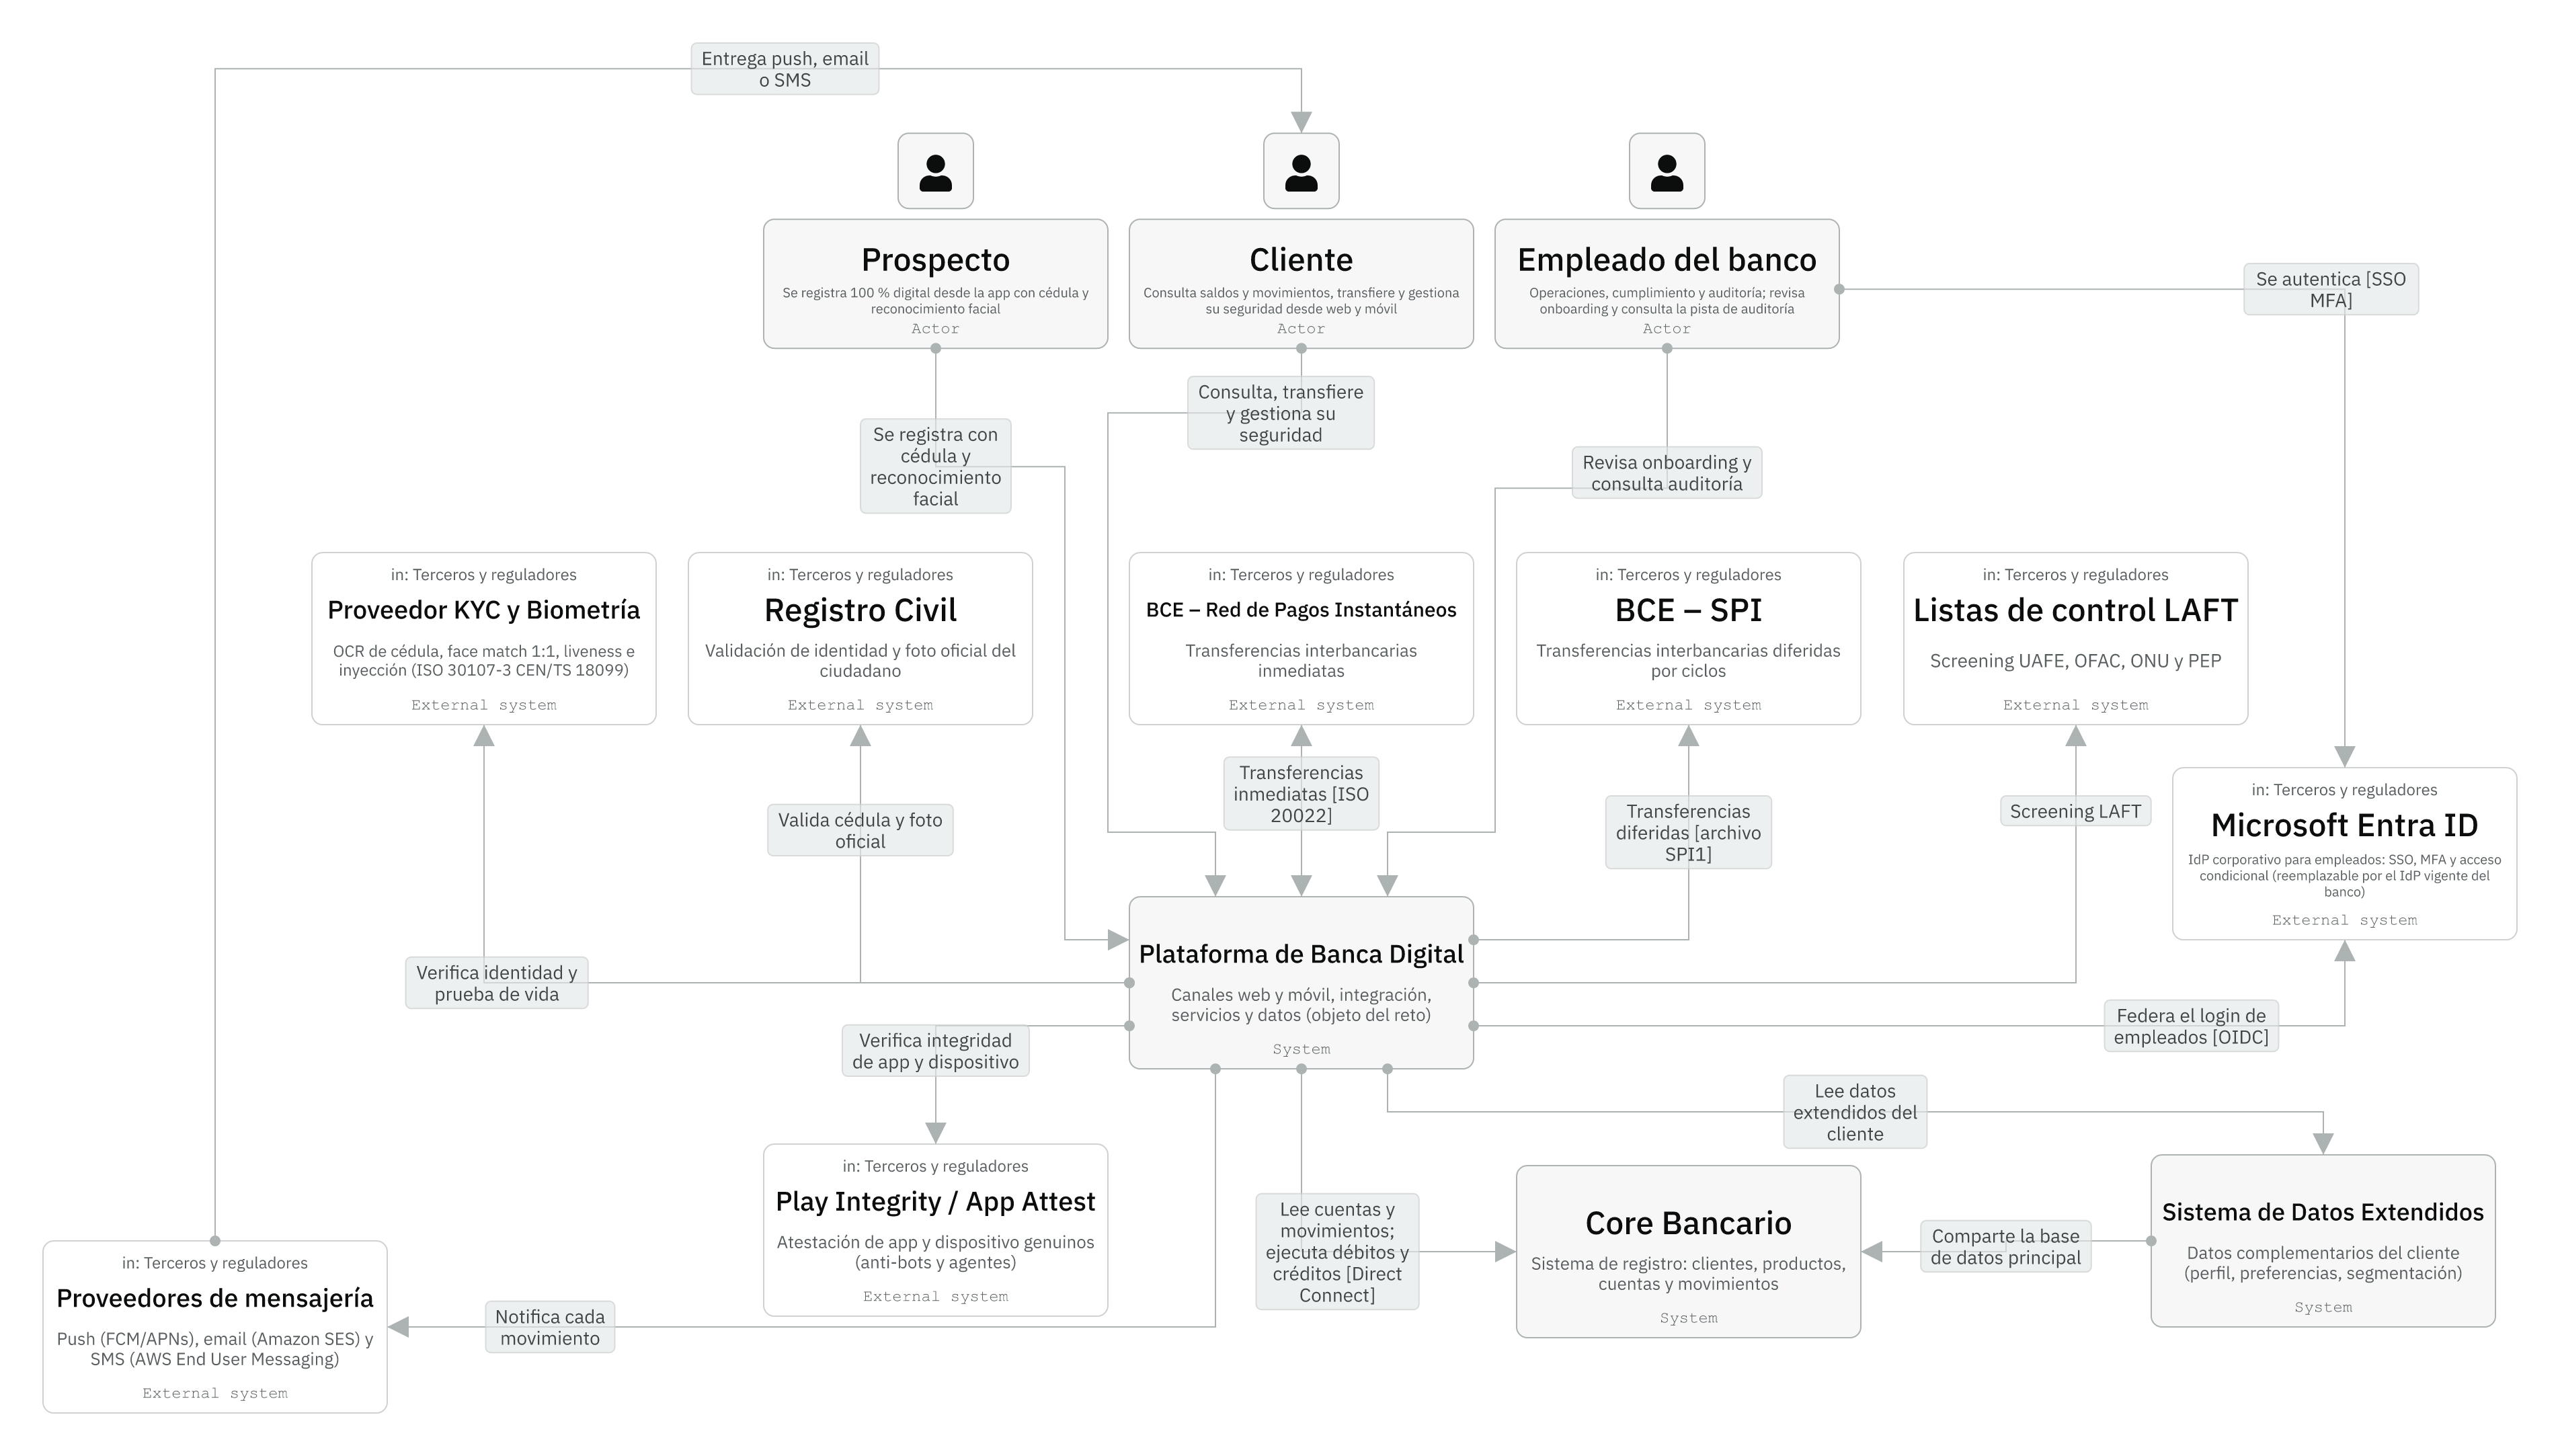 Entrega push, email
o SMS
Prospecto
Se registra 100 % digital desde la app con cédula y
reconocimiento facial
Actor
Cliente
Consulta saldos y movimientos, transfiere y gestiona
su seguridad desde web y móvil
Actor
Empleado del banco
Operaciones, cumplimiento y auditoría; revisa
onboarding y consulta la pista de auditoría
Actor
Se autentica [SSO
MFA]
Se registra con
cédula y
reconocimiento
facial
Consulta, transfiere
y gestiona su
seguridad
Revisa onboarding y
consulta auditoría
in: Terceros y reguladores
Proveedor KYC y Biometría
OCR de cédula, face match 1:1, liveness e
inyección (ISO 30107-3 CEN/TS 18099)
External system
in: Terceros y reguladores
Registro Civil
Validación de identidad y foto oficial del
ciudadano
External system
in: Terceros y reguladores
BCE – Red de Pagos Instantáneos
Transferencias interbancarias
inmediatas
External system
in: Terceros y reguladores
BCE – SPI
Transferencias interbancarias diferidas
por ciclos
External system
in: Terceros y reguladores
Listas de control LAFT
Screening UAFE, OFAC, ONU y PEP
External system
in: Terceros y reguladores
Microsoft Entra ID
IdP corporativo para empleados: SSO, MFA y acceso
condicional (reemplazable por el IdP vigente del
banco)
External system
Valida cédula y foto
oficial
Transferencias
inmediatas [ISO
20022]
Transferencias
diferidas [archivo
SPI1]
Screening LAFT
Verifica identidad y
prueba de vida
Plataforma de Banca Digital
Canales web y móvil, integración,
servicios y datos (objeto del reto)
System
Verifica integridad
de app y dispositivo
Federa el login de
empleados [OIDC]
Lee datos
extendidos del
cliente
in: Terceros y reguladores
Play Integrity / App Attest
Atestación de app y dispositivo genuinos
(anti-bots y agentes)
External system
Lee cuentas y
movimientos;
ejecuta débitos y
créditos [Direct
Connect]
Core Bancario
Sistema de registro: clientes, productos,
cuentas y movimientos
System
Comparte la base
de datos principal
Sistema de Datos Extendidos
Datos complementarios del cliente
(perfil, preferencias, segmentación)
System
in: Terceros y reguladores
Proveedores de mensajería
Push (FCM/APNs), email (Amazon SES) y
SMS (AWS End User Messaging)
External system
Notifica cada
movimiento